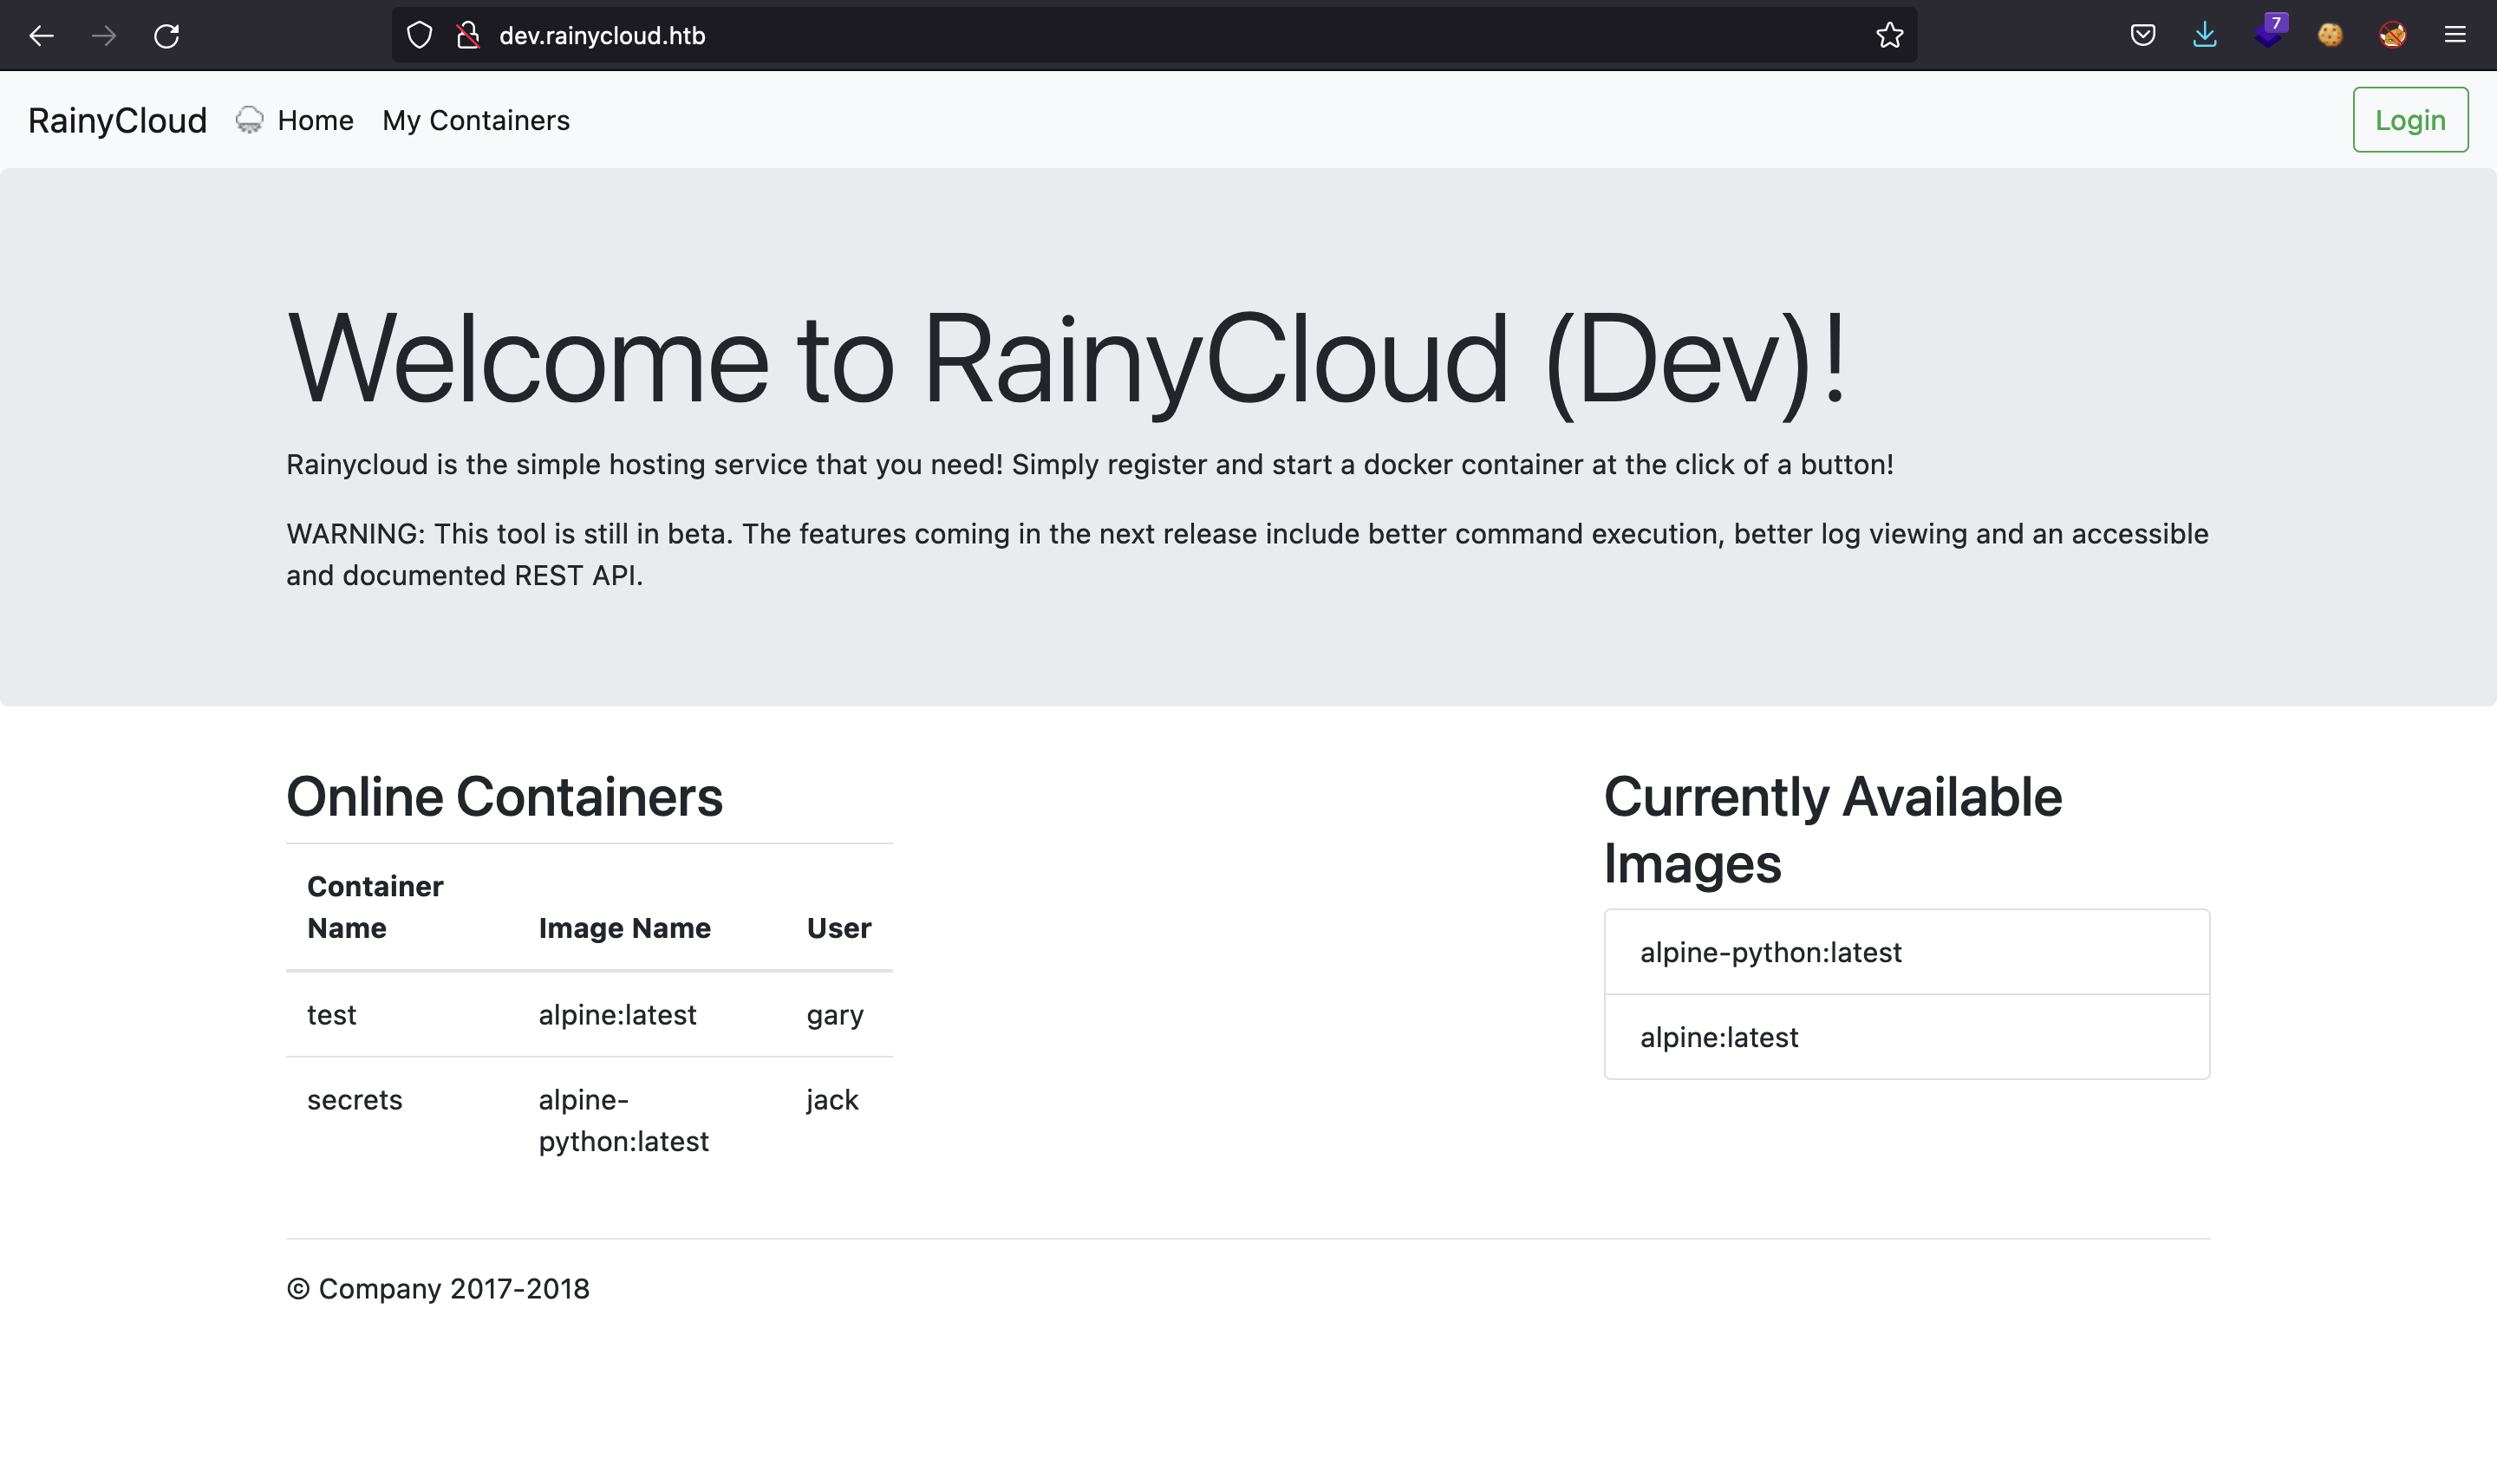 dev.rainycloud.htb
7
RainyCloud
Home
My Containers
Login
Welcome to RainyCloud (Dev)!
Rainycloud is the simple hosting service that you need! Simply register and start a docker container at the click of a button!
WARNING: This tool is still in beta. The features coming in the next release include better command execution, better log viewing and an accessible
and documented REST API.
Online Containers
Container
Name
Image Name
User
test
alpine:latest
gary
secrets
alpine-
python:latest
jack
Currently Available
Images
alpine-python:latest
alpine:latest
© Company 2017-2018